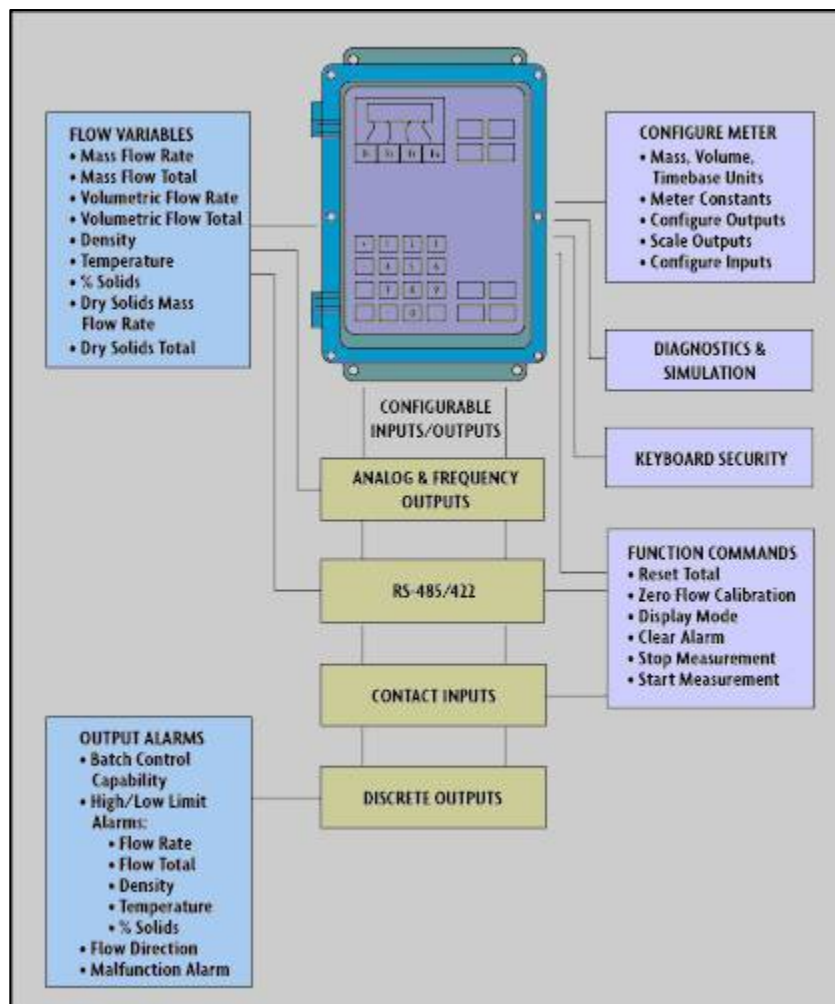 FLOW VARIABLES
• Mass Flow Rate
• Mass Flow Total
• Volumetric Flow Rate
• Volumetric Flow Total
• Density
• Temperature
• % Solids
• Dry Solids Mass
Flow Rate
• Dry Solids Total
CONFIGURE METER
• Mass, Volume,
Timebase Units
• Meter Constants
• Configure Outputs
• Scale Outputs
• Configure Inputs
DIAGNOSTICS &
SIMULATION
KEYBOARD SECURITY
CONFIGURABLE
INPUTS/OUTPUTS
ANALOG & FREQUENCY
OUTPUTS
RS-485/422
CONTACT INPUTS
DISCRETE OUTPUTS
FUNCTION COMMANDS
• Reset Total
• Zero Flow Calibration
• Display Mode
• Clear Alarm
• Stop Measurement
• Start Measurement
OUTPUT ALARMS
• Batch Control
Capability
• High/Low Limit
Alarms:
• Flow Rate
• Flow Total
• Density
• Temperature
• % Solids
• Flow Direction
• Malfunction Alarm